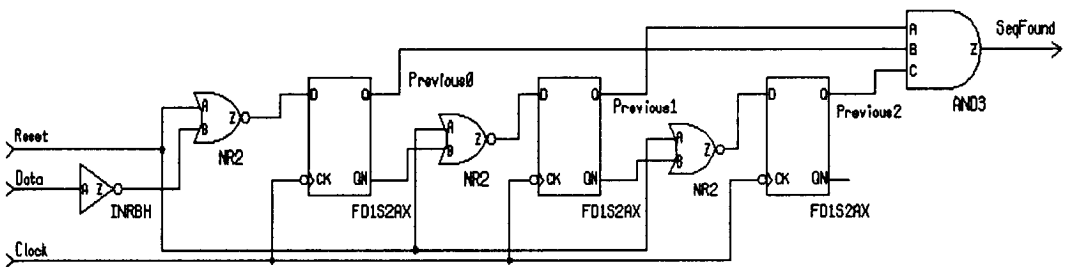 SeqFound
A
B
C
Z
AND3
Previous0
Previous1
Previous2
D
Q
CK
QN
FD1S2AX
D
Q
CK
QN
FD1S2AX
D
Q
CK
QN
FD1S2AX
A
B
Z
NR2
A
B
Z
NR2
A
B
Z
NR2
Reset
Data
A
Z
INRBH
Clock